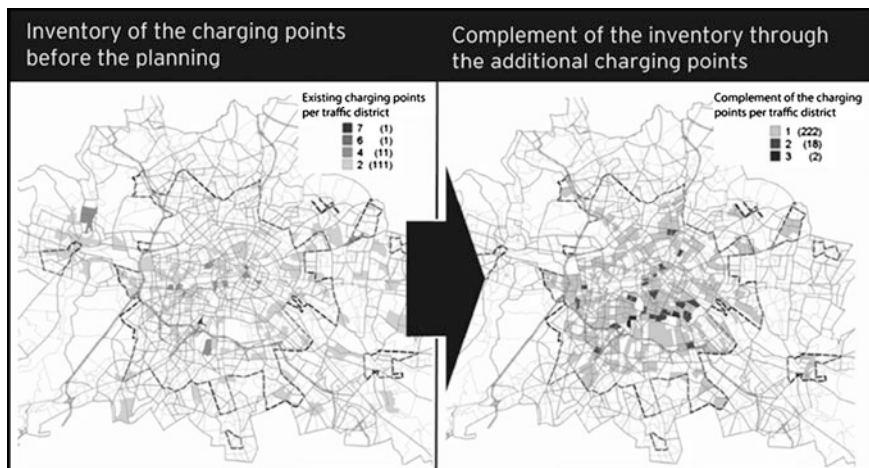 Inventory of the charging points
before the planning
Complement of the inventory through
the additional charging points
Existing charging points
per traffic district
7 (1)
6 (1)
4 (11)
2 (111)
Complement of the charging
points per traffic district
1 (222)
2 (18)
3 (2)